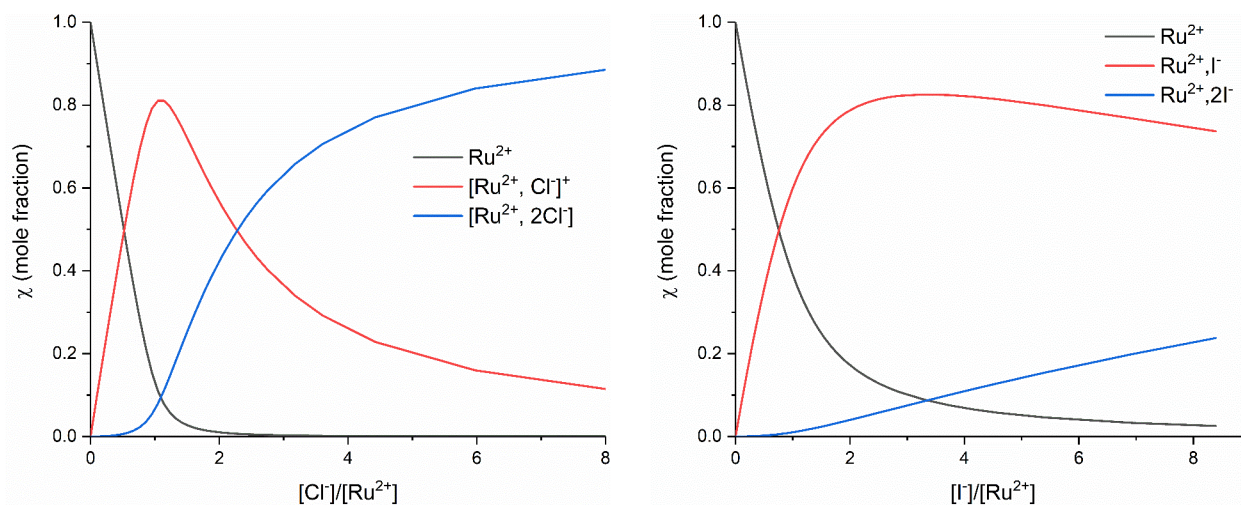 1.0
0.8
0.6
0.4
0.2
0.0
χ (mole fraction)
Ru²⁺
[Ru²⁺, Cl⁻]⁺
[Ru²⁺, 2Cl⁻]
0 2 4 6 8
[Cl⁻]/[Ru²⁺]
1.0
0.8
0.6
0.4
0.2
0.0
χ (mole fraction)
Ru²⁺
Ru²⁺,I⁻
Ru²⁺,2I⁻
0 2 4 6 8
[I⁻]/[Ru²⁺]